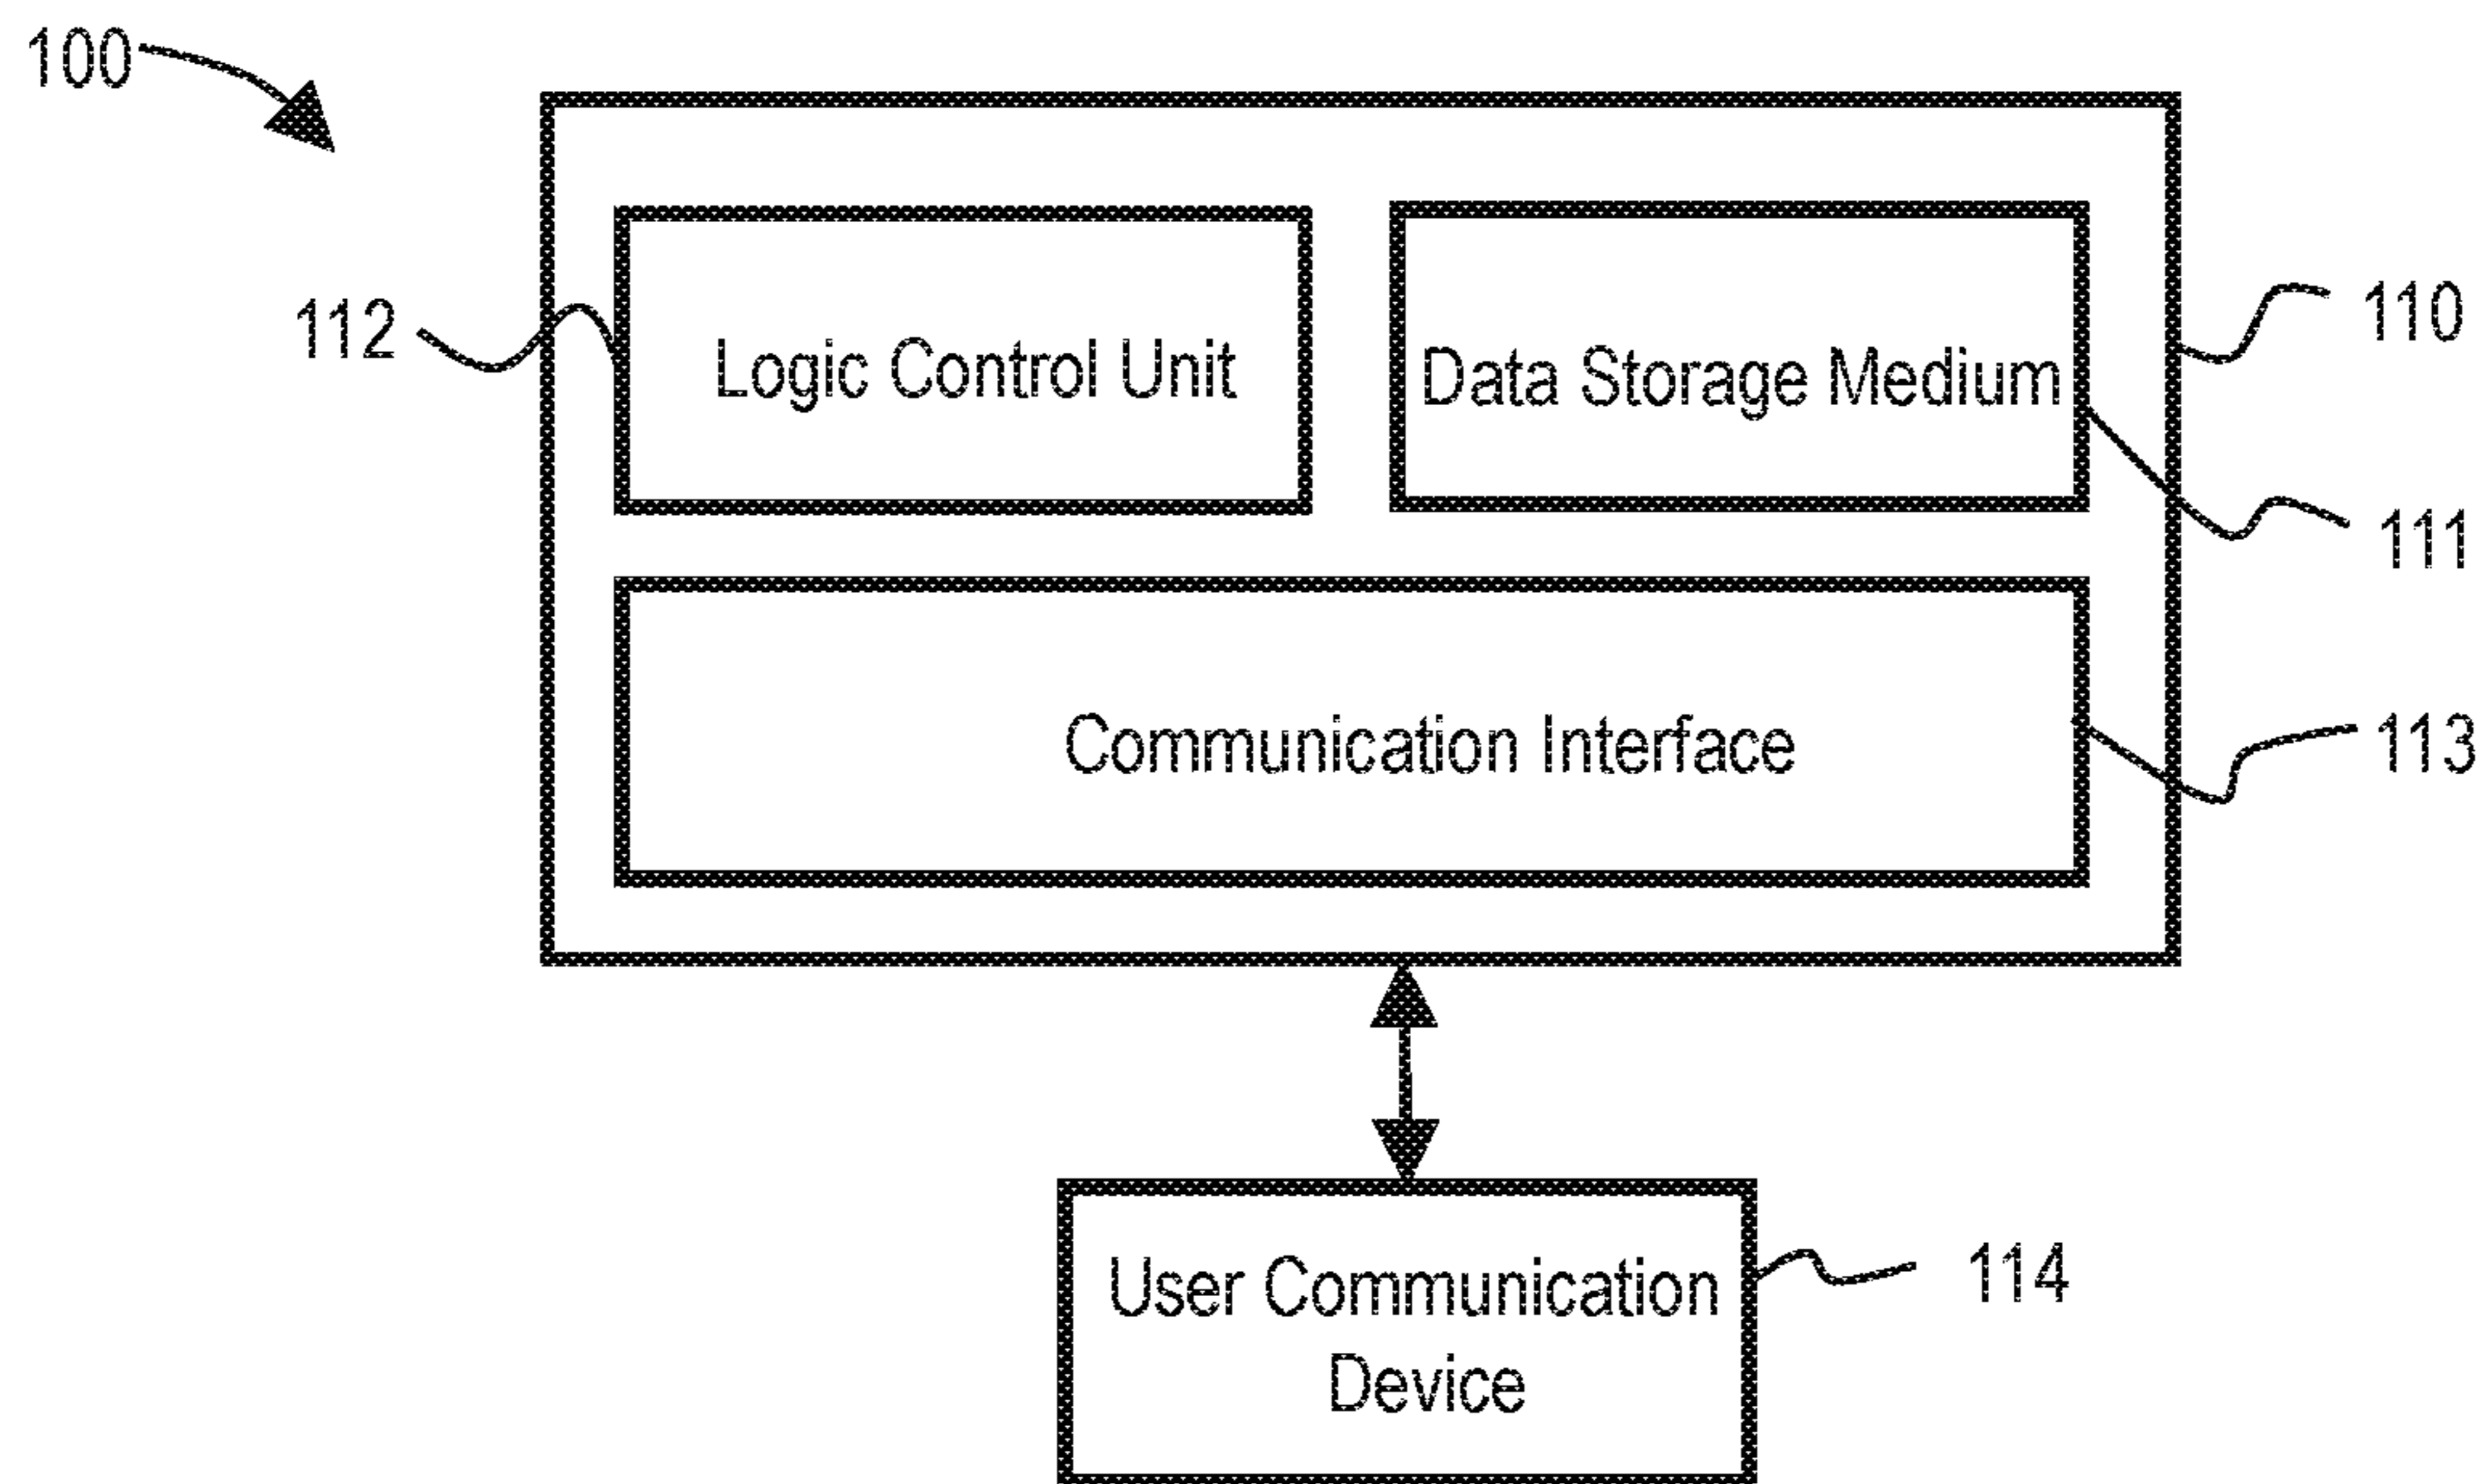 100
112
Logic Control Unit
Data Storage Medium
110
111
Communication Interface
113
User Communication
Device
114